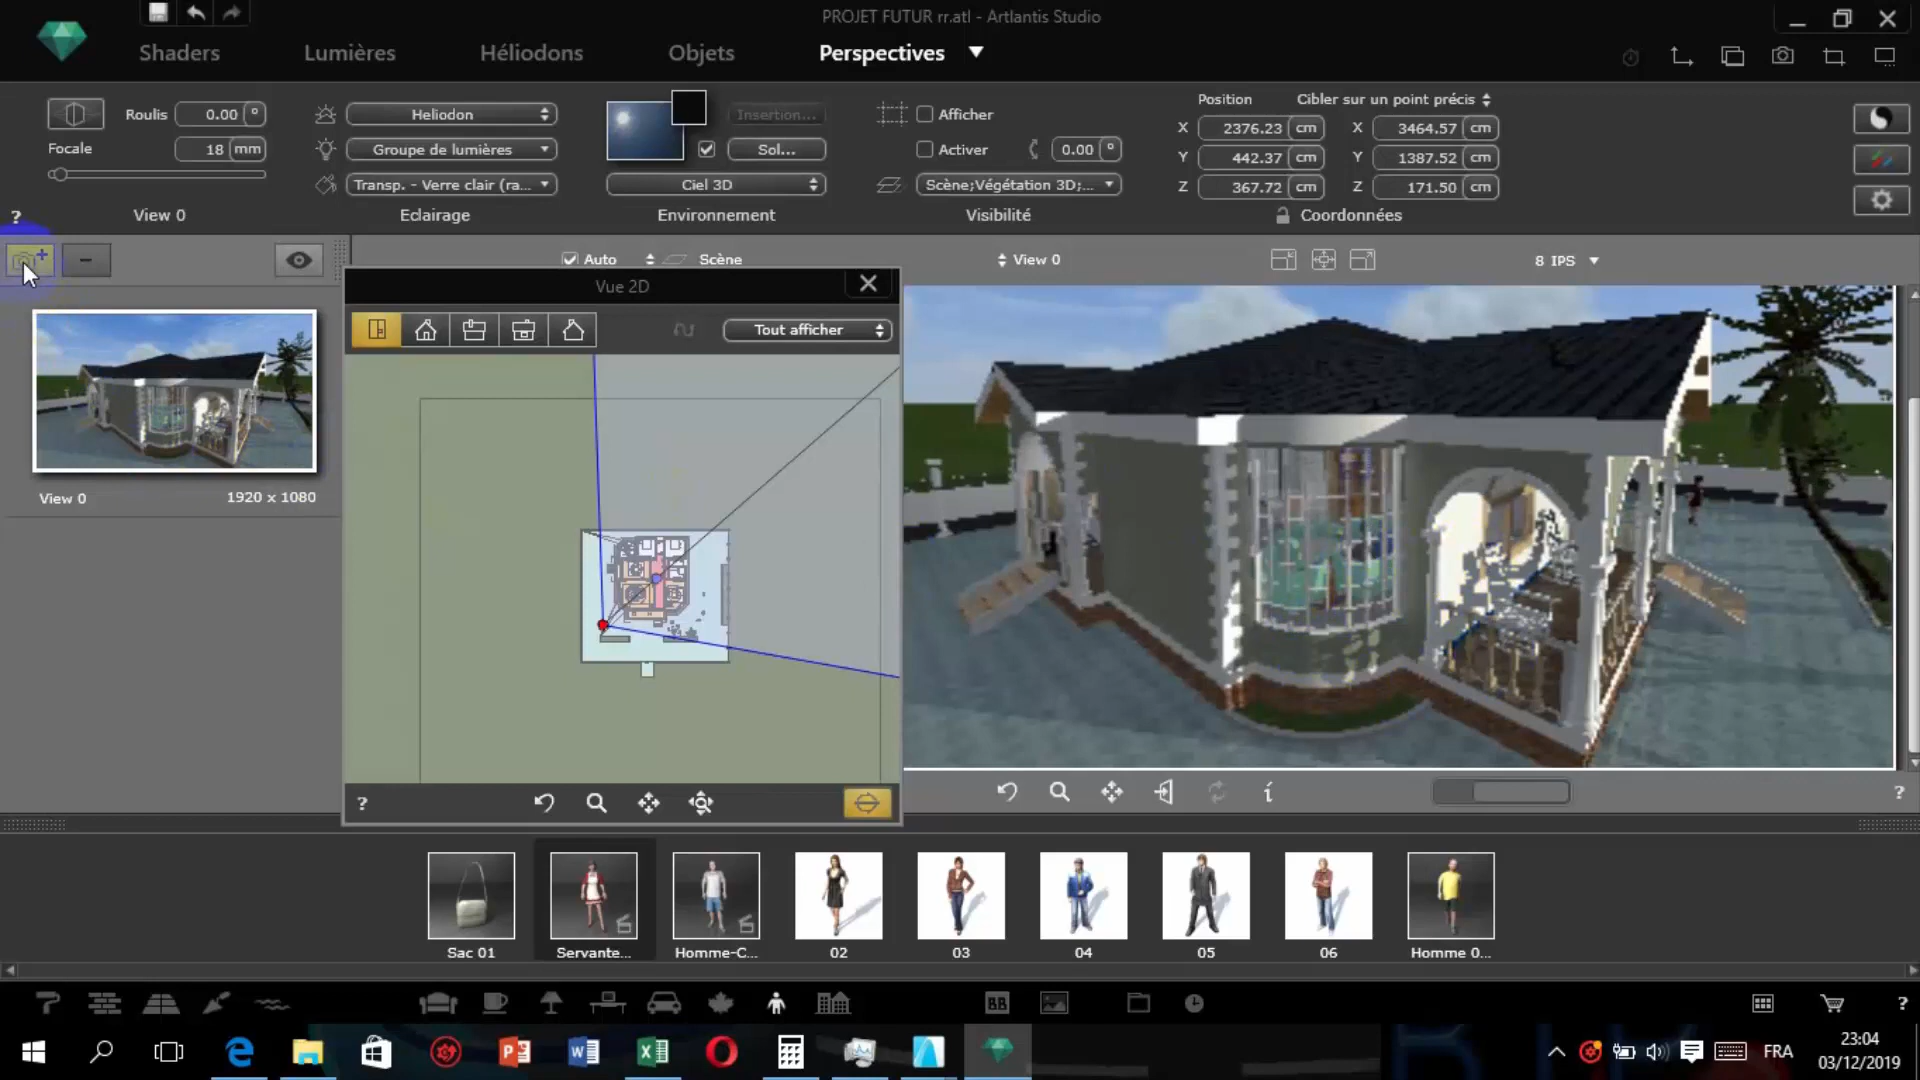 PROJET FUTUR rr.atl - Artlantis Studio
Shaders
Lumières
Héliodons
Objets
Perspectives
Roulis
0.00 °
Focale
18 mm
View 0
Heliodon
Groupe de lumières
Transp. - Verre clair (ra...
Eclairage
Insertion...
Sol...
Ciel 3D
Environnement
Afficher
Activer
0.00 °
Scène;Végétation 3D;...
Visibilité
Position
Cibler sur un point précis
X 2376.23 cm X 3464.57 cm
Y 442.37 cm Y 1387.52 cm
Z 367.72 cm Z 171.50 cm
Coordonnées
?
Auto
Scène
View 0
8 IPS
Vue 2D
Tout afficher
View 0
1920 x 1080
?
i
?
Sac 01
Servante...
Homme-C...
02
03
04
05
06
Homme 0...
BB
?
FRA
23:04
03/12/2019